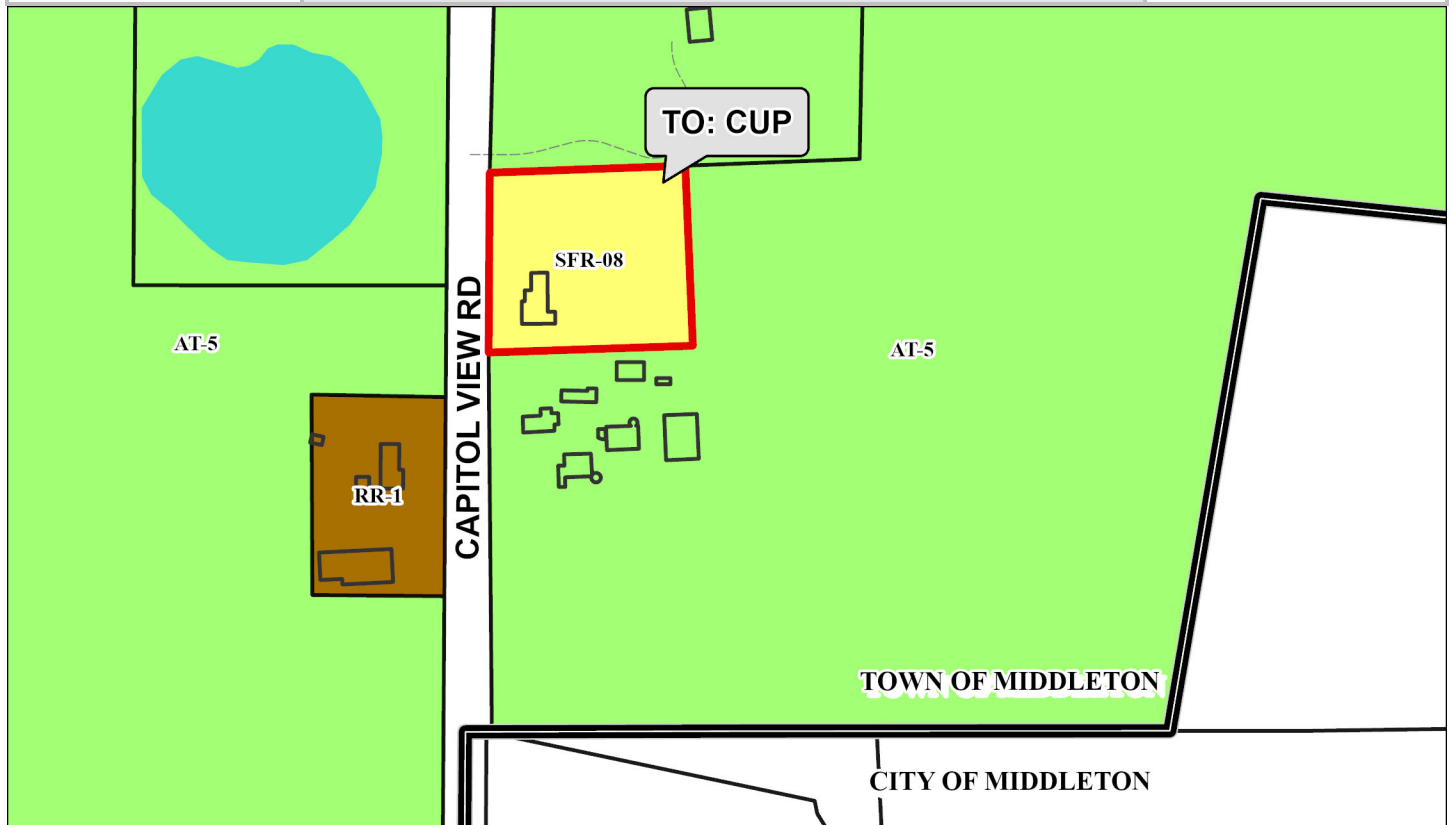 TO: CUP
SFR-08
CAPITOL VIEW RD
AT-5
AT-5
RR-1
TOWN OF MIDDLETON
CITY OF MIDDLETON